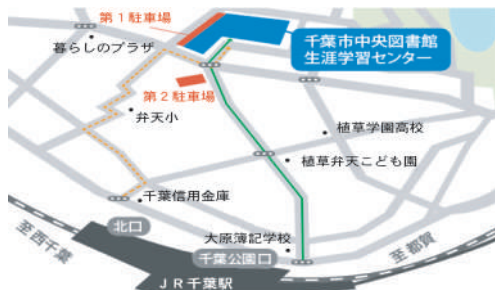 第1駐車場
暮らしのプラザ
千葉市中央図書館
生涯学習センター
第2駐車場
弁天小
植草学園高校
植草弁天こども園
千葉信用金庫
北口
大原簿記学校
至西千葉
千葉公園口
至都賀
JR千葉駅